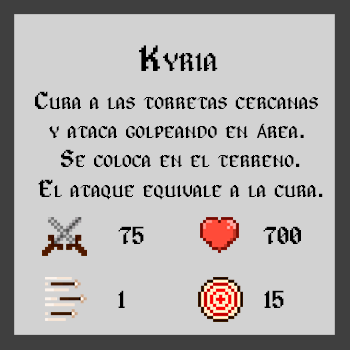 Kyria
Cura a las torretas cercanas
y ataca golpeando en área.
Se coloca en el terreno.
El ataque equivale a la cura.
75 700
1 15